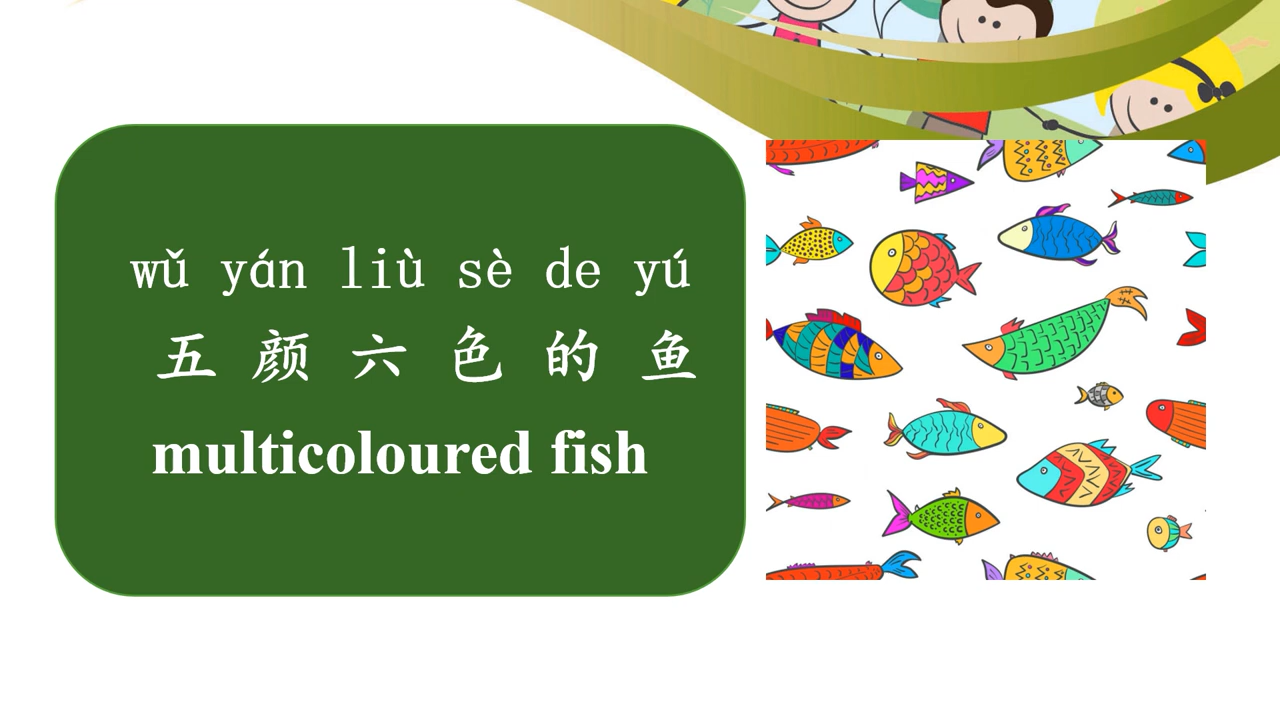 wǔ yán liù sè de yú
五 颜 六 色 的 鱼
multicoloured fish